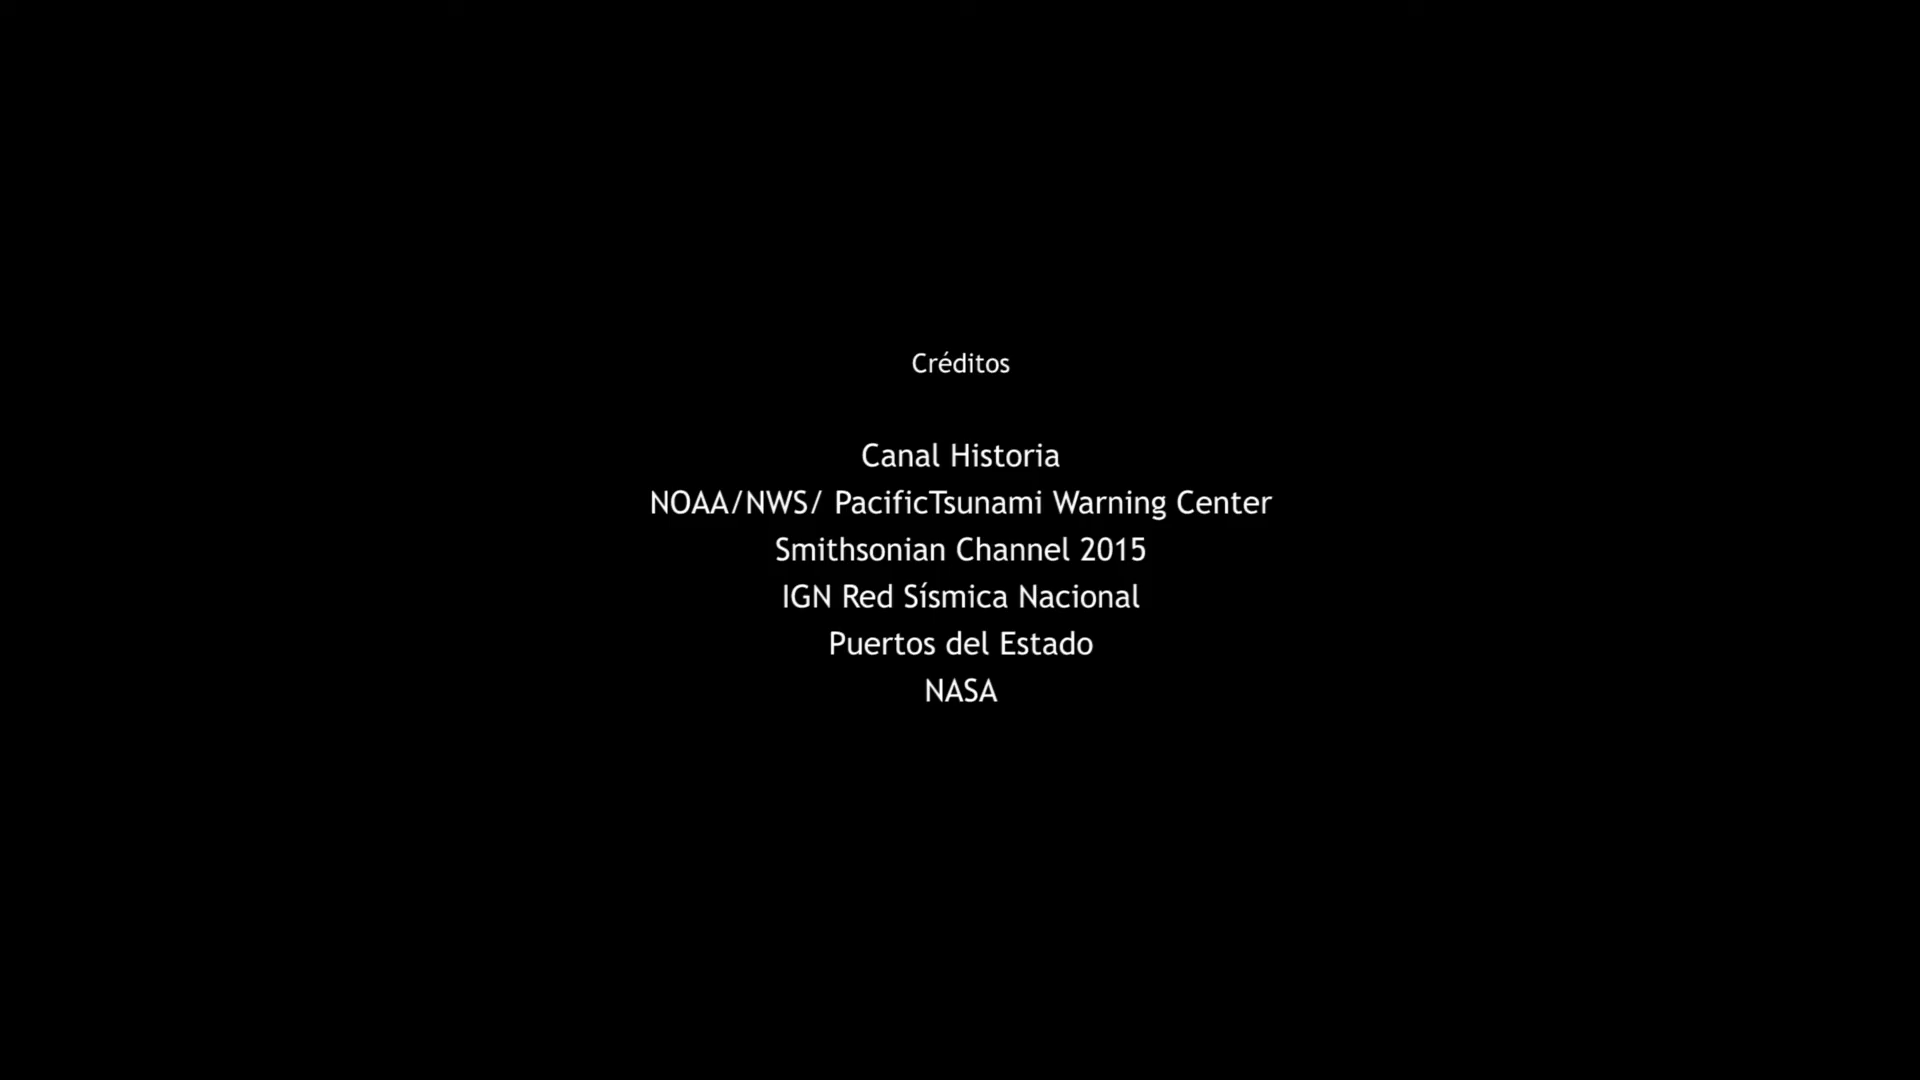 Créditos
Canal Historia
NOAA/NWS/ PacificTsunami Warning Center
Smithsonian Channel 2015
IGN Red Sísmica Nacional
Puertos del Estado
NASA